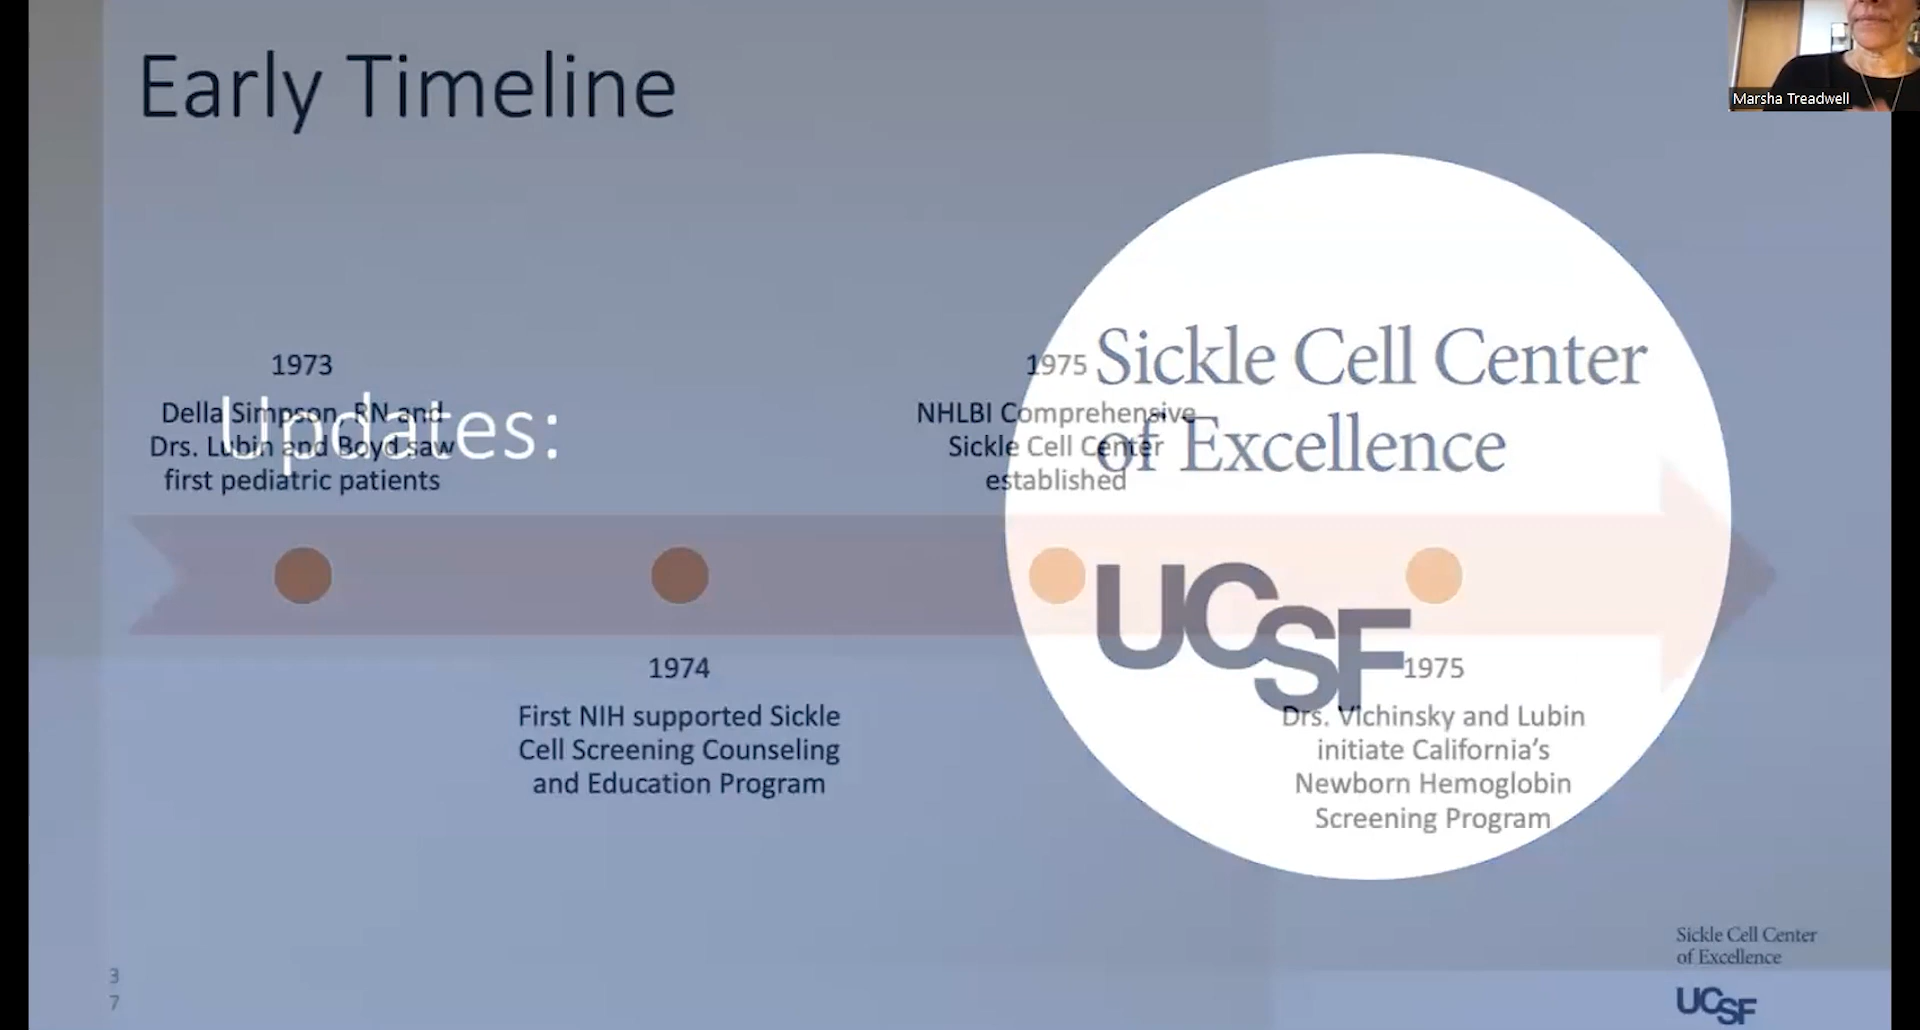 Early Timeline
Marsha Treadwell
1973
Della Simpson, RN and
Drs. Lubin and Boyd saw
first pediatric patients
Updates:
1975
NHLBI Comprehensive
Sickle Cell Center
established
Sickle Cell Center
of Excellence
UCSF
1974
First NIH supported Sickle
Cell Screening Counseling
and Education Program
1975
Drs. Vichinsky and Lubin
initiate California’s
Newborn Hemoglobin
Screening Program
3
7
Sickle Cell Center
of Excellence
UCSF